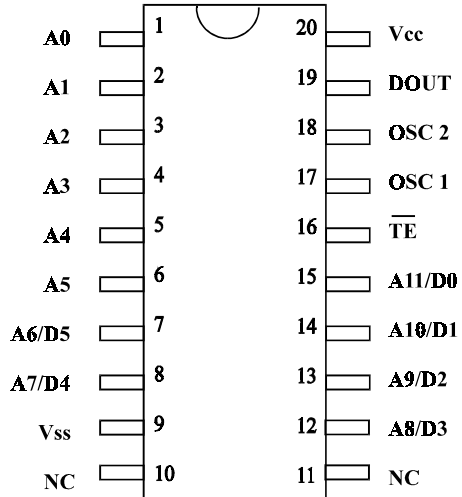 A0 1 20 Vcc
A1 2 19 DOUT
A2 3 18 OSC 2
A3 4 17 OSC 1
A4 5 16 T̅E̅
A5 6 15 A11/D0
A6/D5 7 14 A10/D1
A7/D4 8 13 A9/D2
Vss 9 12 A8/D3
NC 10 11 NC